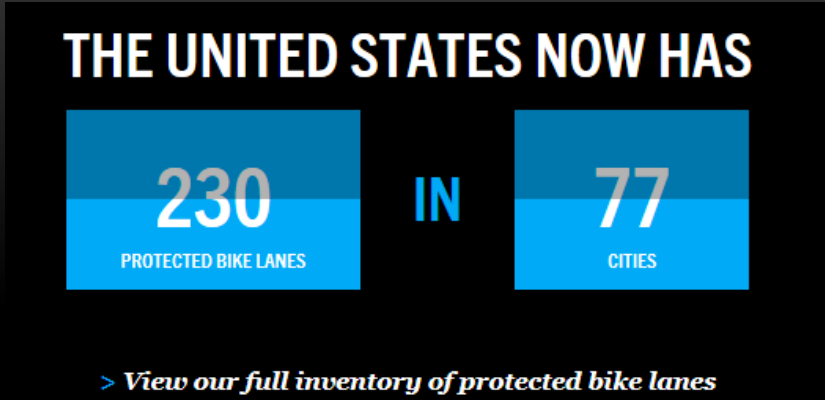 THE UNITED STATES NOW HAS
230 IN 77
PROTECTED BIKE LANES CITIES
> View our full inventory of protected bike lanes